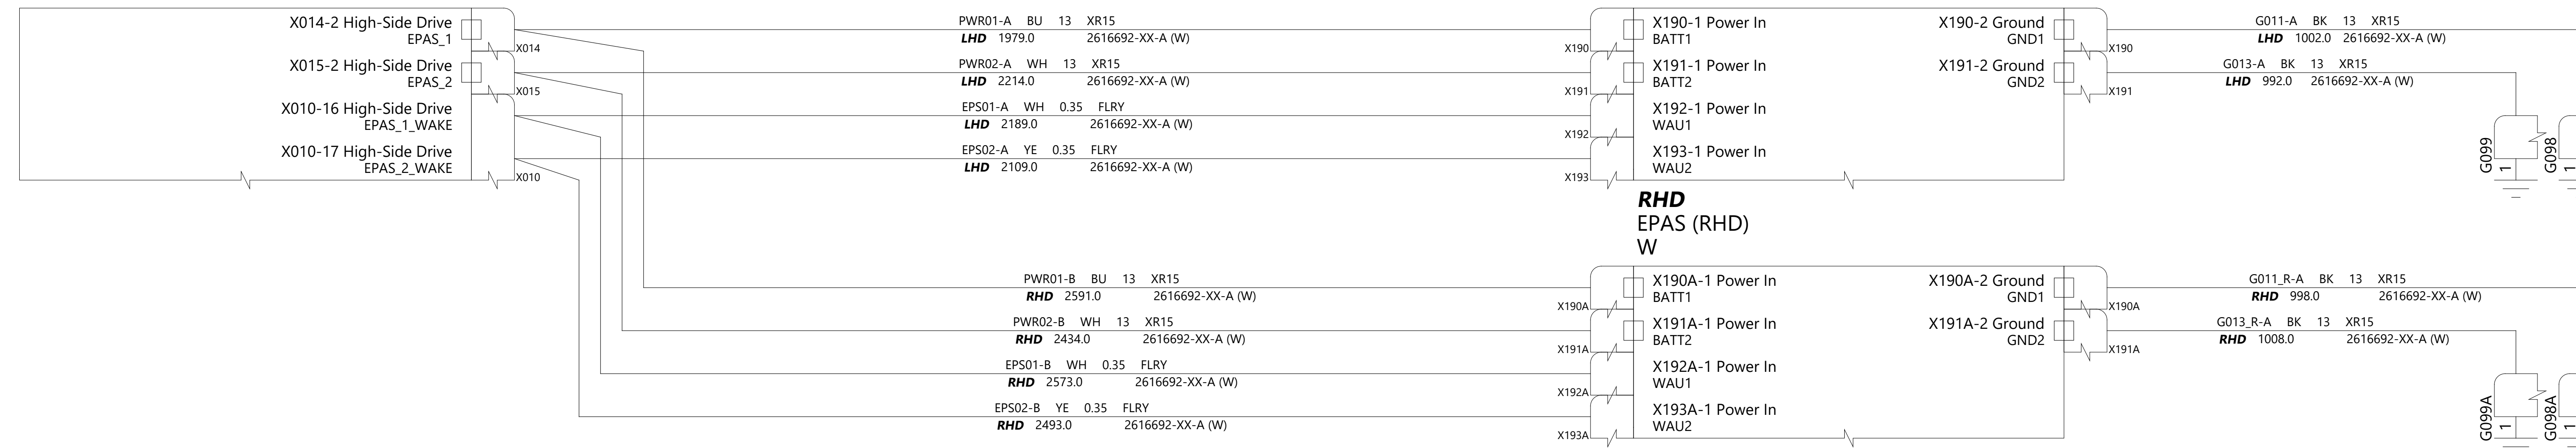 X014-2 High-Side Drive
EPAS_1
X014
X015-2 High-Side Drive
EPAS_2
X015
X010-16 High-Side Drive
EPAS_1_WAKE
X010-17 High-Side Drive
EPAS_2_WAKE
X010
PWR01-A BU 13 XR15
LHD 1979.0 2616692-XX-A (W)
PWR02-A WH 13 XR15
LHD 2214.0 2616692-XX-A (W)
EPS01-A WH 0.35 FLRY
LHD 2189.0 2616692-XX-A (W)
EPS02-A YE 0.35 FLRY
LHD 2109.0 2616692-XX-A (W)
X190
X191
X192
X193
X190-1 Power In
BATT1
X191-1 Power In
BATT2
X192-1 Power In
WAU1
X193-1 Power In
WAU2
X190-2 Ground
GND1
X190
X191-2 Ground
GND2
X191
G011-A BK 13 XR15
LHD 1002.0 2616692-XX-A (W)
G013-A BK 13 XR15
LHD 992.0 2616692-XX-A (W)
G099
1
G098
1
RHD
EPAS (RHD)
W
PWR01-B BU 13 XR15
RHD 2591.0 2616692-XX-A (W)
PWR02-B WH 13 XR15
RHD 2434.0 2616692-XX-A (W)
EPS01-B WH 0.35 FLRY
RHD 2573.0 2616692-XX-A (W)
EPS02-B YE 0.35 FLRY
RHD 2493.0 2616692-XX-A (W)
X190A
X191A
X192A
X193A
X190A-1 Power In
BATT1
X191A-1 Power In
BATT2
X192A-1 Power In
WAU1
X193A-1 Power In
WAU2
X190A-2 Ground
GND1
X190A
X191A-2 Ground
GND2
X191A
G011_R-A BK 13 XR15
RHD 998.0 2616692-XX-A (W)
G013_R-A BK 13 XR15
RHD 1008.0 2616692-XX-A (W)
G099A
1
G098A
1